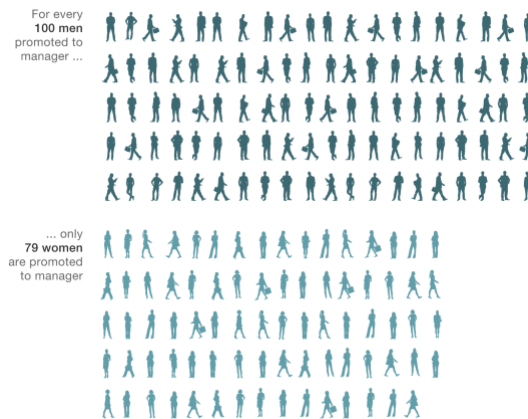 For every
100 men
promoted to
manager ...
... only
79 women
are promoted
to manager